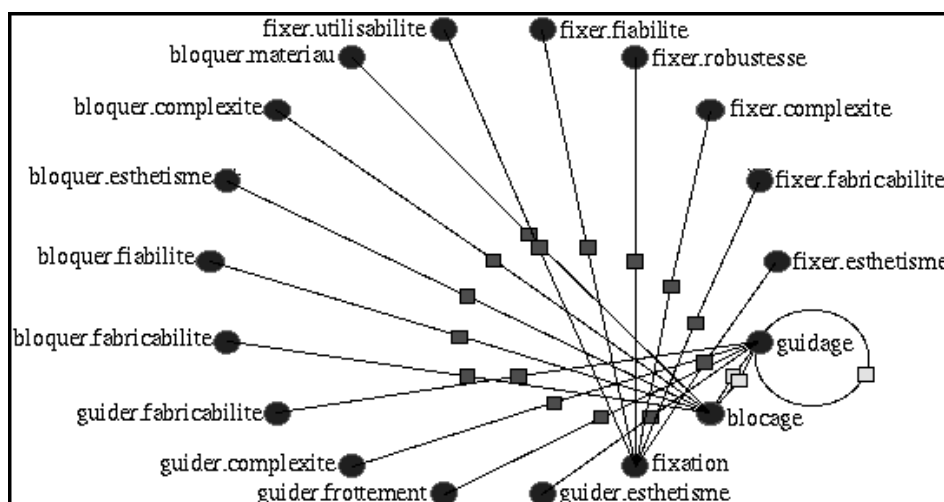 fixer.utilisabilite
fixer.fiabilite
bloquer.materiau
fixer.robustesse
bloquer.complexite
fixer.complexite
bloquer.esthetisme
fixer.fabricabilite
bloquer.fiabilite
fixer.esthetisme
bloquer.fabricabilite
guidage
guider.fabricabilite
blocage
guider.complexite
fixation
guider.frottement
guider.esthetisme